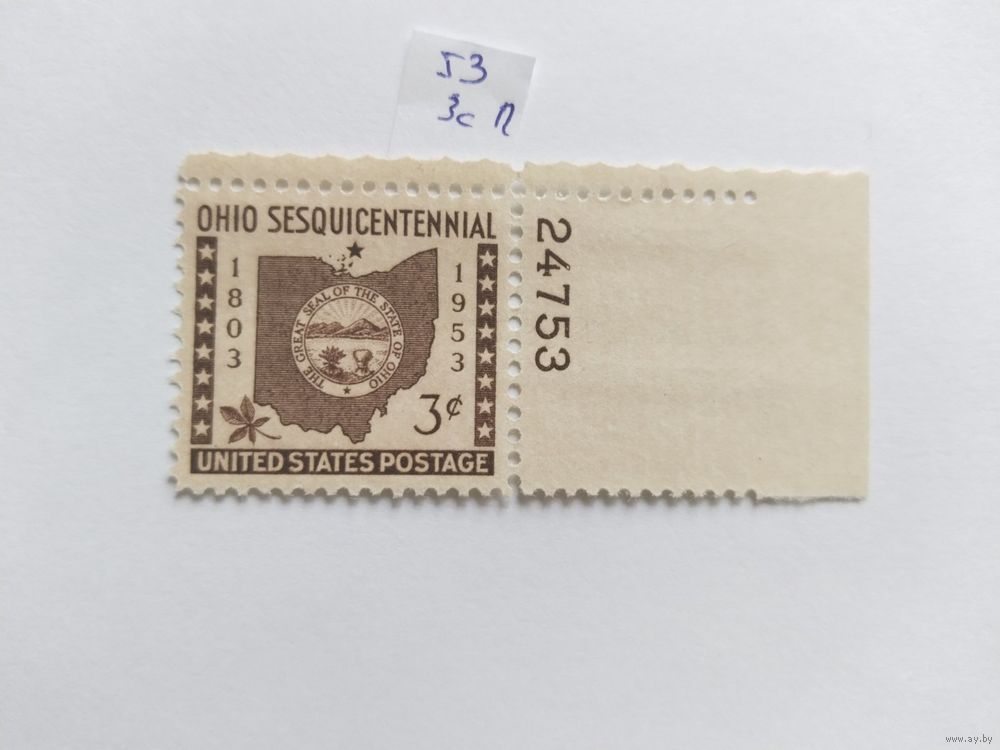 53
3c п
OHIO SESQUICENTENNIAL
1803
1953
THE GREAT SEAL OF THE STATE OF OHIO
3¢
UNITED STATES POSTAGE
24753
www.ay.by